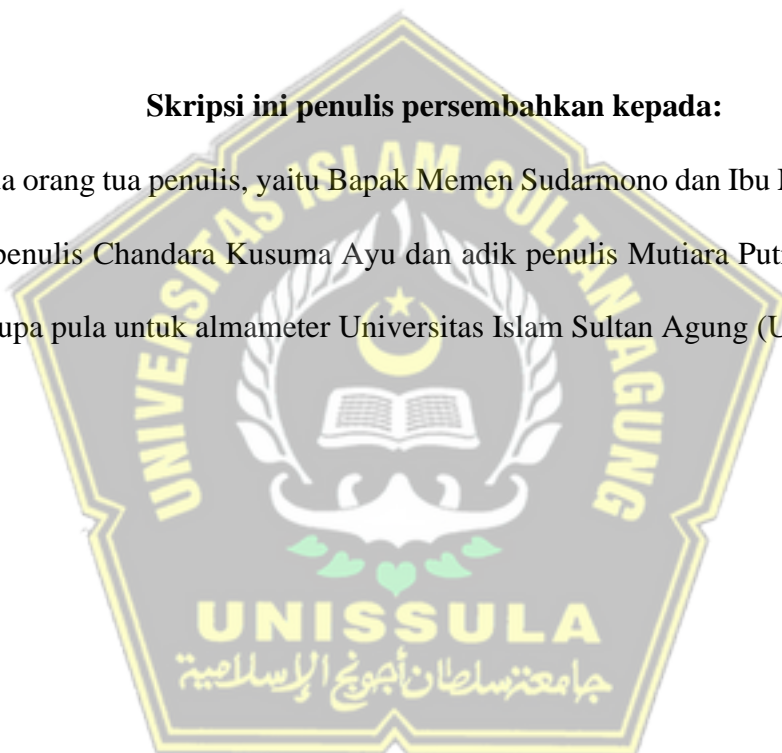 Skripsi ini penulis persembahkan kepada:
orang tua penulis, yaitu Bapak Memen Sudarmono dan Ibu
penulis Chandara Kusuma Ayu dan adik penulis Mutiara
pula untuk almameter Universitas Islam Sultan Agung
UNIVERSITAS ISLAM SULTAN AGUNG
UNISSULA
جامعة سلطان أجونج الإسلامية